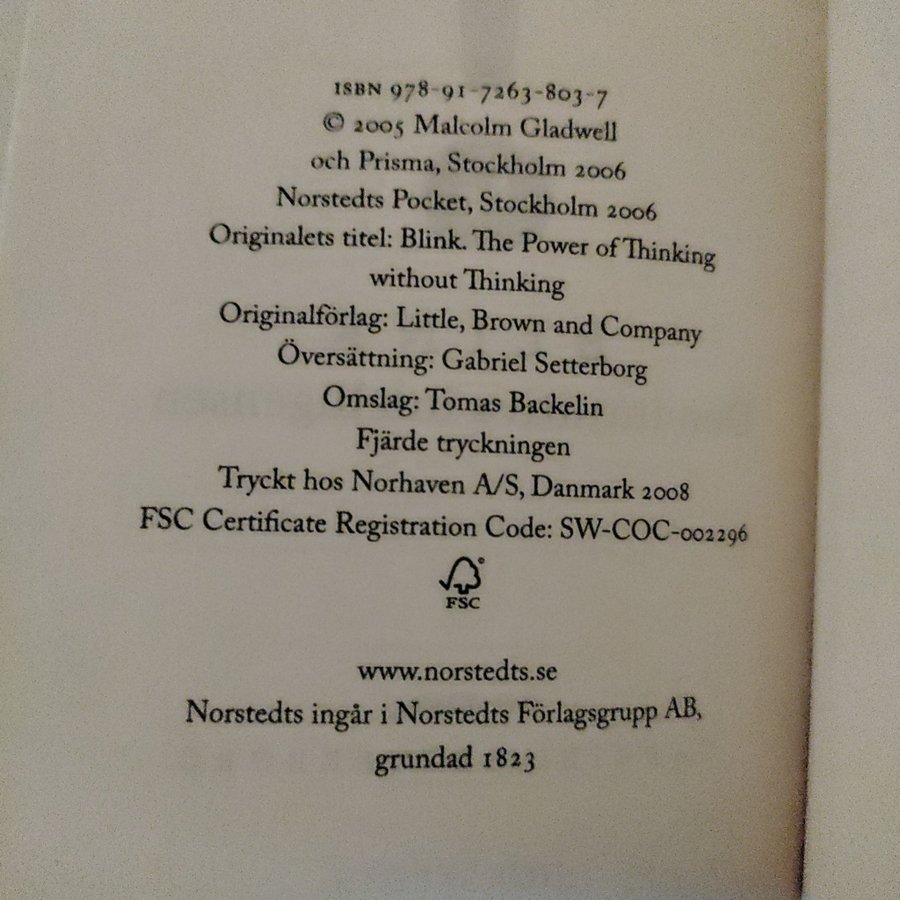 ISBN 978-91-7263-803-7
© 2005 Malcolm Gladwell
och Prisma, Stockholm 2006
Norstedts Pocket, Stockholm 2006
Originalets titel: Blink. The Power of Thinking
without Thinking
Originalförlag: Little, Brown and Company
Översättning: Gabriel Setterborg
Omslag: Tomas Backelin
Fjärde tryckningen
Tryckt hos Norhaven A/S, Danmark 2008
FSC Certificate Registration Code: SW-COC-002296
FSC
www.norstedts.se
Norstedts ingår i Norstedts Förlagsgrupp AB,
grundad 1823